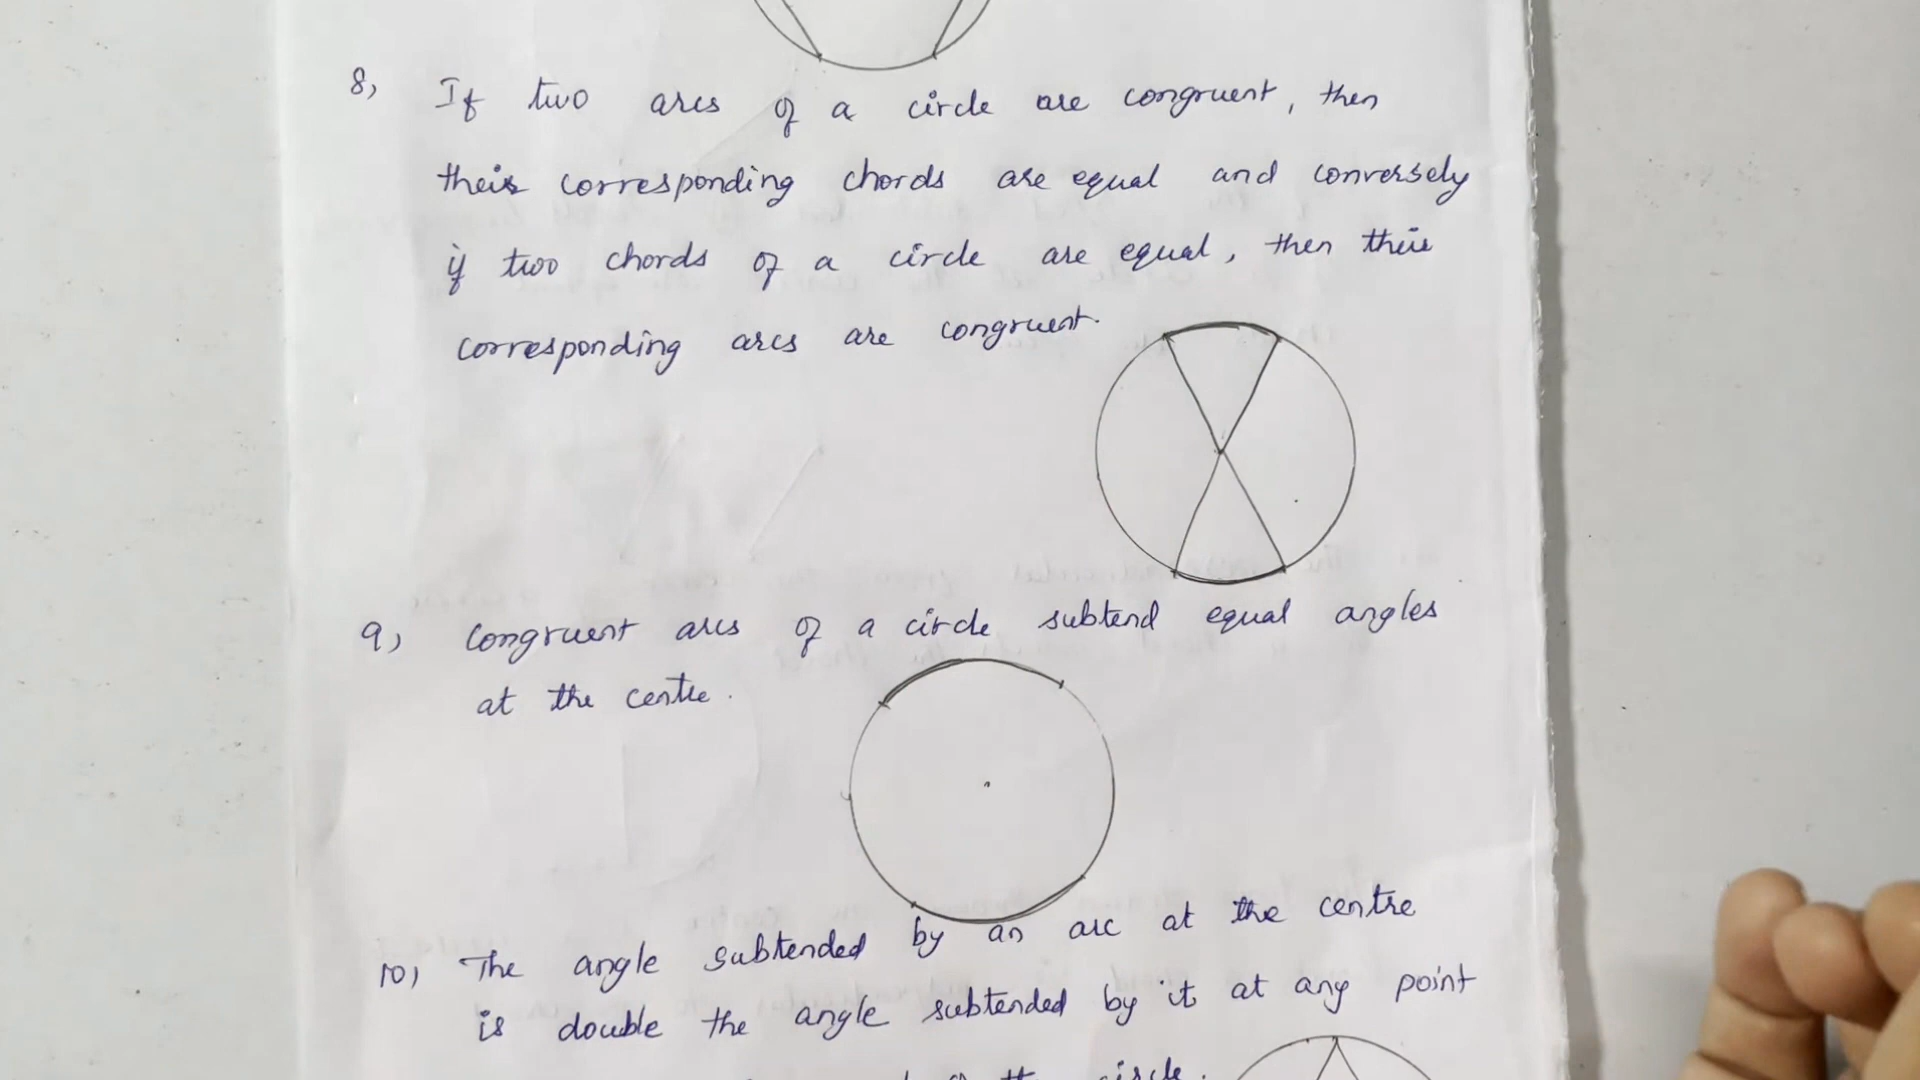 8, If two arcs of a circle are congruent, then
their corresponding chords are equal and conversely
if two chords of a circle are equal, then their
corresponding arcs are congruent.
9, congruent arcs of a circle subtend equal angles
at the centre.
10, The angle subtended by an arc at the centre
is double the angle subtended by it at any point
circle.